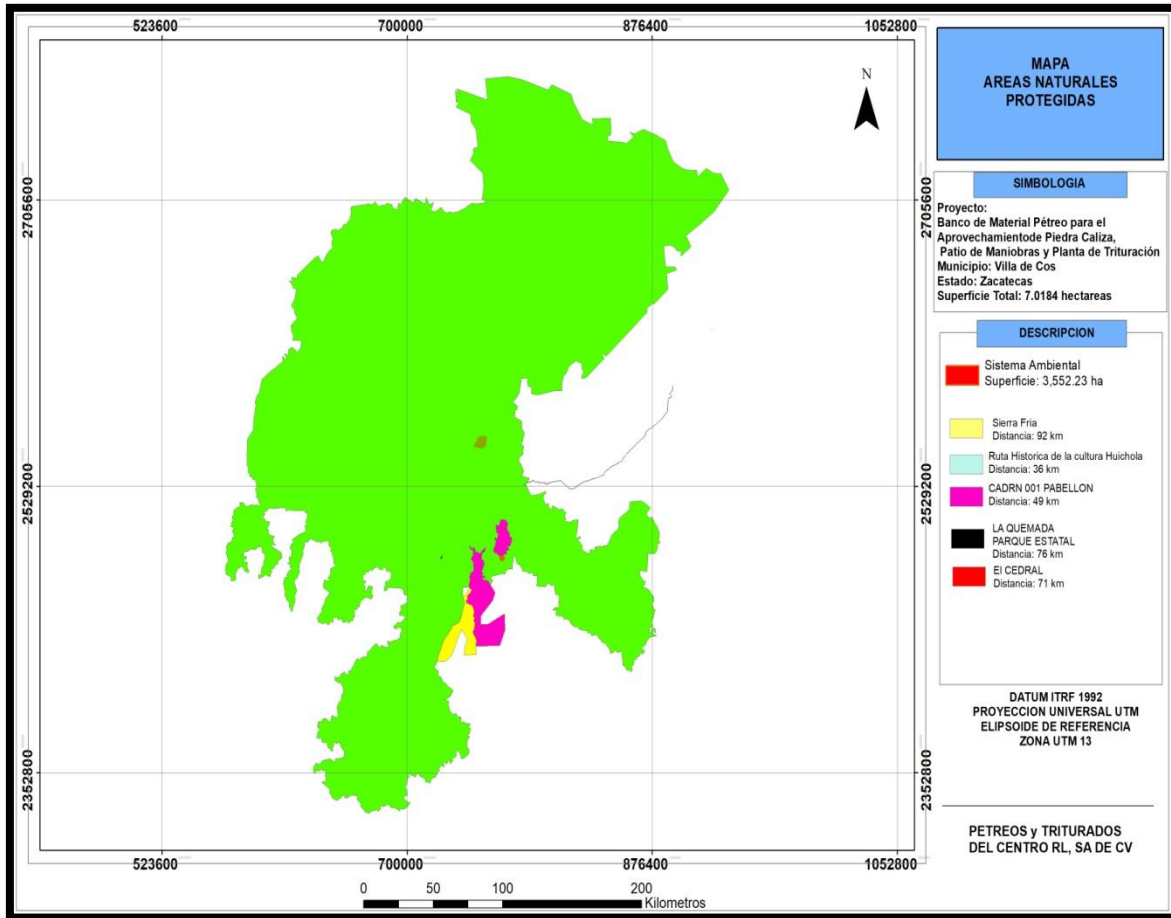 523600 700000 876400 1052800
2705600 2705600
2529200 2529200
2352800 2352800
523600 700000 876400 1052800
N
0 50 100 200
Kilometros
MAPA
AREAS NATURALES
PROTEGIDAS
SIMBOLOGIA
Proyecto:
Banco de Material Pétreo para el
Aprovechamientode Piedra Caliza,
Patio de Maniobras y Planta de Trituración
Municipio: Villa de Cos
Estado: Zacatecas
Superficie Total: 7.0184 hectareas
DESCRIPCION
Sistema Ambiental
Superficie: 3,552.23 ha
Sierra Fria
Distancia: 92 km
Ruta Historica de la cultura Huichola
Distancia: 36 km
CADRN 001 PABELLON
Distancia: 49 km
LA QUEMADA
PARQUE ESTATAL
Distancia: 76 km
El CEDRAL
Distancia: 71 km
DATUM ITRF 1992
PROYECCION UNIVERSAL UTM
ELIPSOIDE DE REFERENCIA
ZONA UTM 13
PETREOS y TRITURADOS
DEL CENTRO RL, SA DE CV